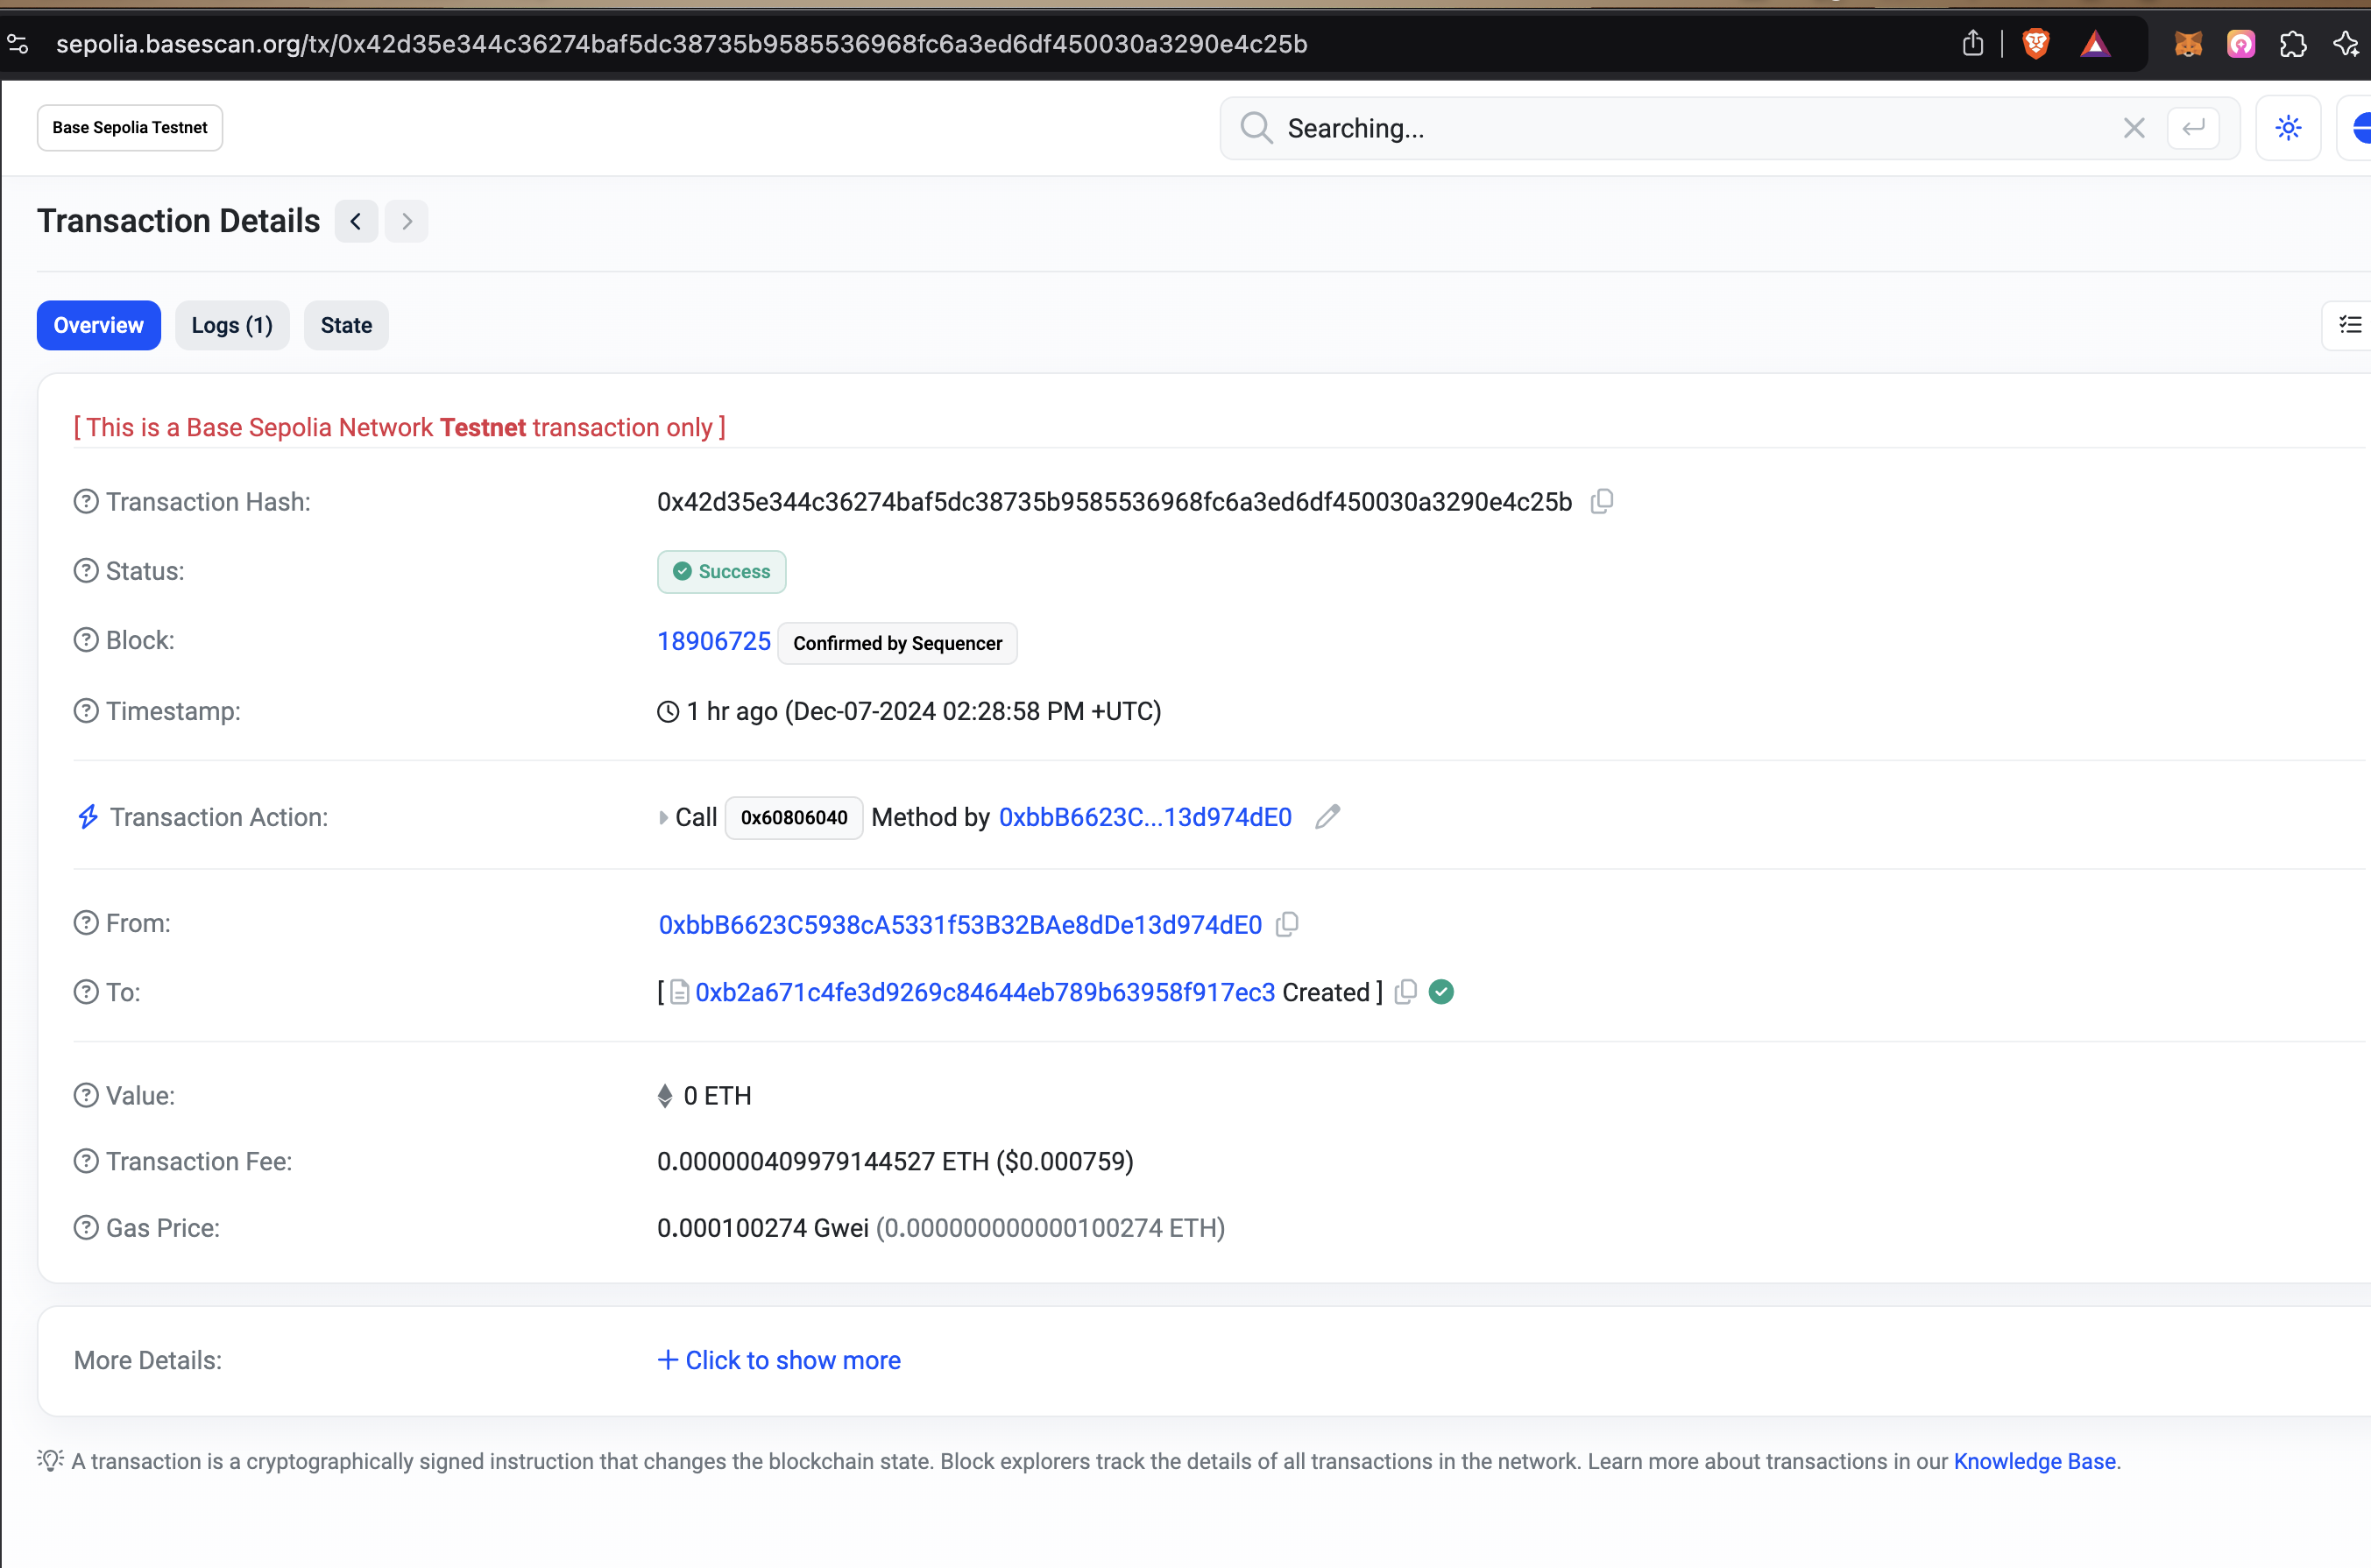 sepolia.basescan.org/tx/0x42d35e344c36274baf5dc38735b9585536968fc6a3ed6df450030a3290e4c25b
Base Sepolia Testnet
Searching...
Transaction Details
Overview
Logs (1)
State
[ This is a Base Sepolia Network Testnet transaction only ]
Transaction Hash: 0x42d35e344c36274baf5dc38735b9585536968fc6a3ed6df450030a3290e4c25b
Status: Success
Block: 18906725 Confirmed by Sequencer
Timestamp: 1 hr ago (Dec-07-2024 02:28:58 PM +UTC)
Transaction Action: Call 0x60806040 Method by 0xbbB6623C...13d974dE0
From: 0xbbB6623C5938cA5331f53B32BAe8dDe13d974dE0
To: [ 0xb2a671c4fe3d9269c84644eb789b63958f917ec3 Created ]
Value: 0 ETH
Transaction Fee: 0.000000409979144527 ETH ($0.000759)
Gas Price: 0.000100274 Gwei (0.000000000000100274 ETH)
More Details: + Click to show more
A transaction is a cryptographically signed instruction that changes the blockchain state. Block explorers track the details of all transactions in the network. Learn more about transactions in our Knowledge Base.